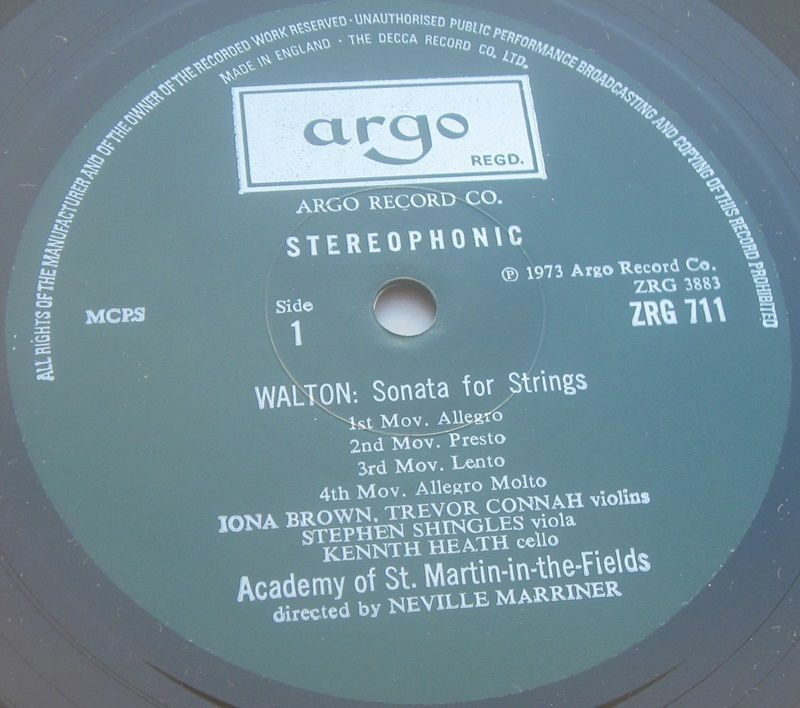 ALL RIGHTS OF THE MANUFACTURER AND OF THE OWNER OF THE RECORDED WORK RESERVED · UNAUTHORISED PUBLIC PERFORMANCE BROADCASTING AND COPYING OF THIS RECORD PROHIBITED
MADE IN ENGLAND · THE DECCA RECORD CO, LTD.
argo
REGD.
ARGO RECORD CO.
STEREOPHONIC
Ⓟ 1973 Argo Record Co.
ZRG 3883
MCPS
Side
1
ZRG 711
WALTON: Sonata for Strings
1st Mov. Allegro
2nd Mov. Presto
3rd Mov. Lento
4th Mov. Allegro Molto
IONA BROWN, TREVOR CONNAH violins
STEPHEN SHINGLES viola
KENNTH HEATH cello
Academy of St. Martin-in-the-Fields
directed by NEVILLE MARRINER